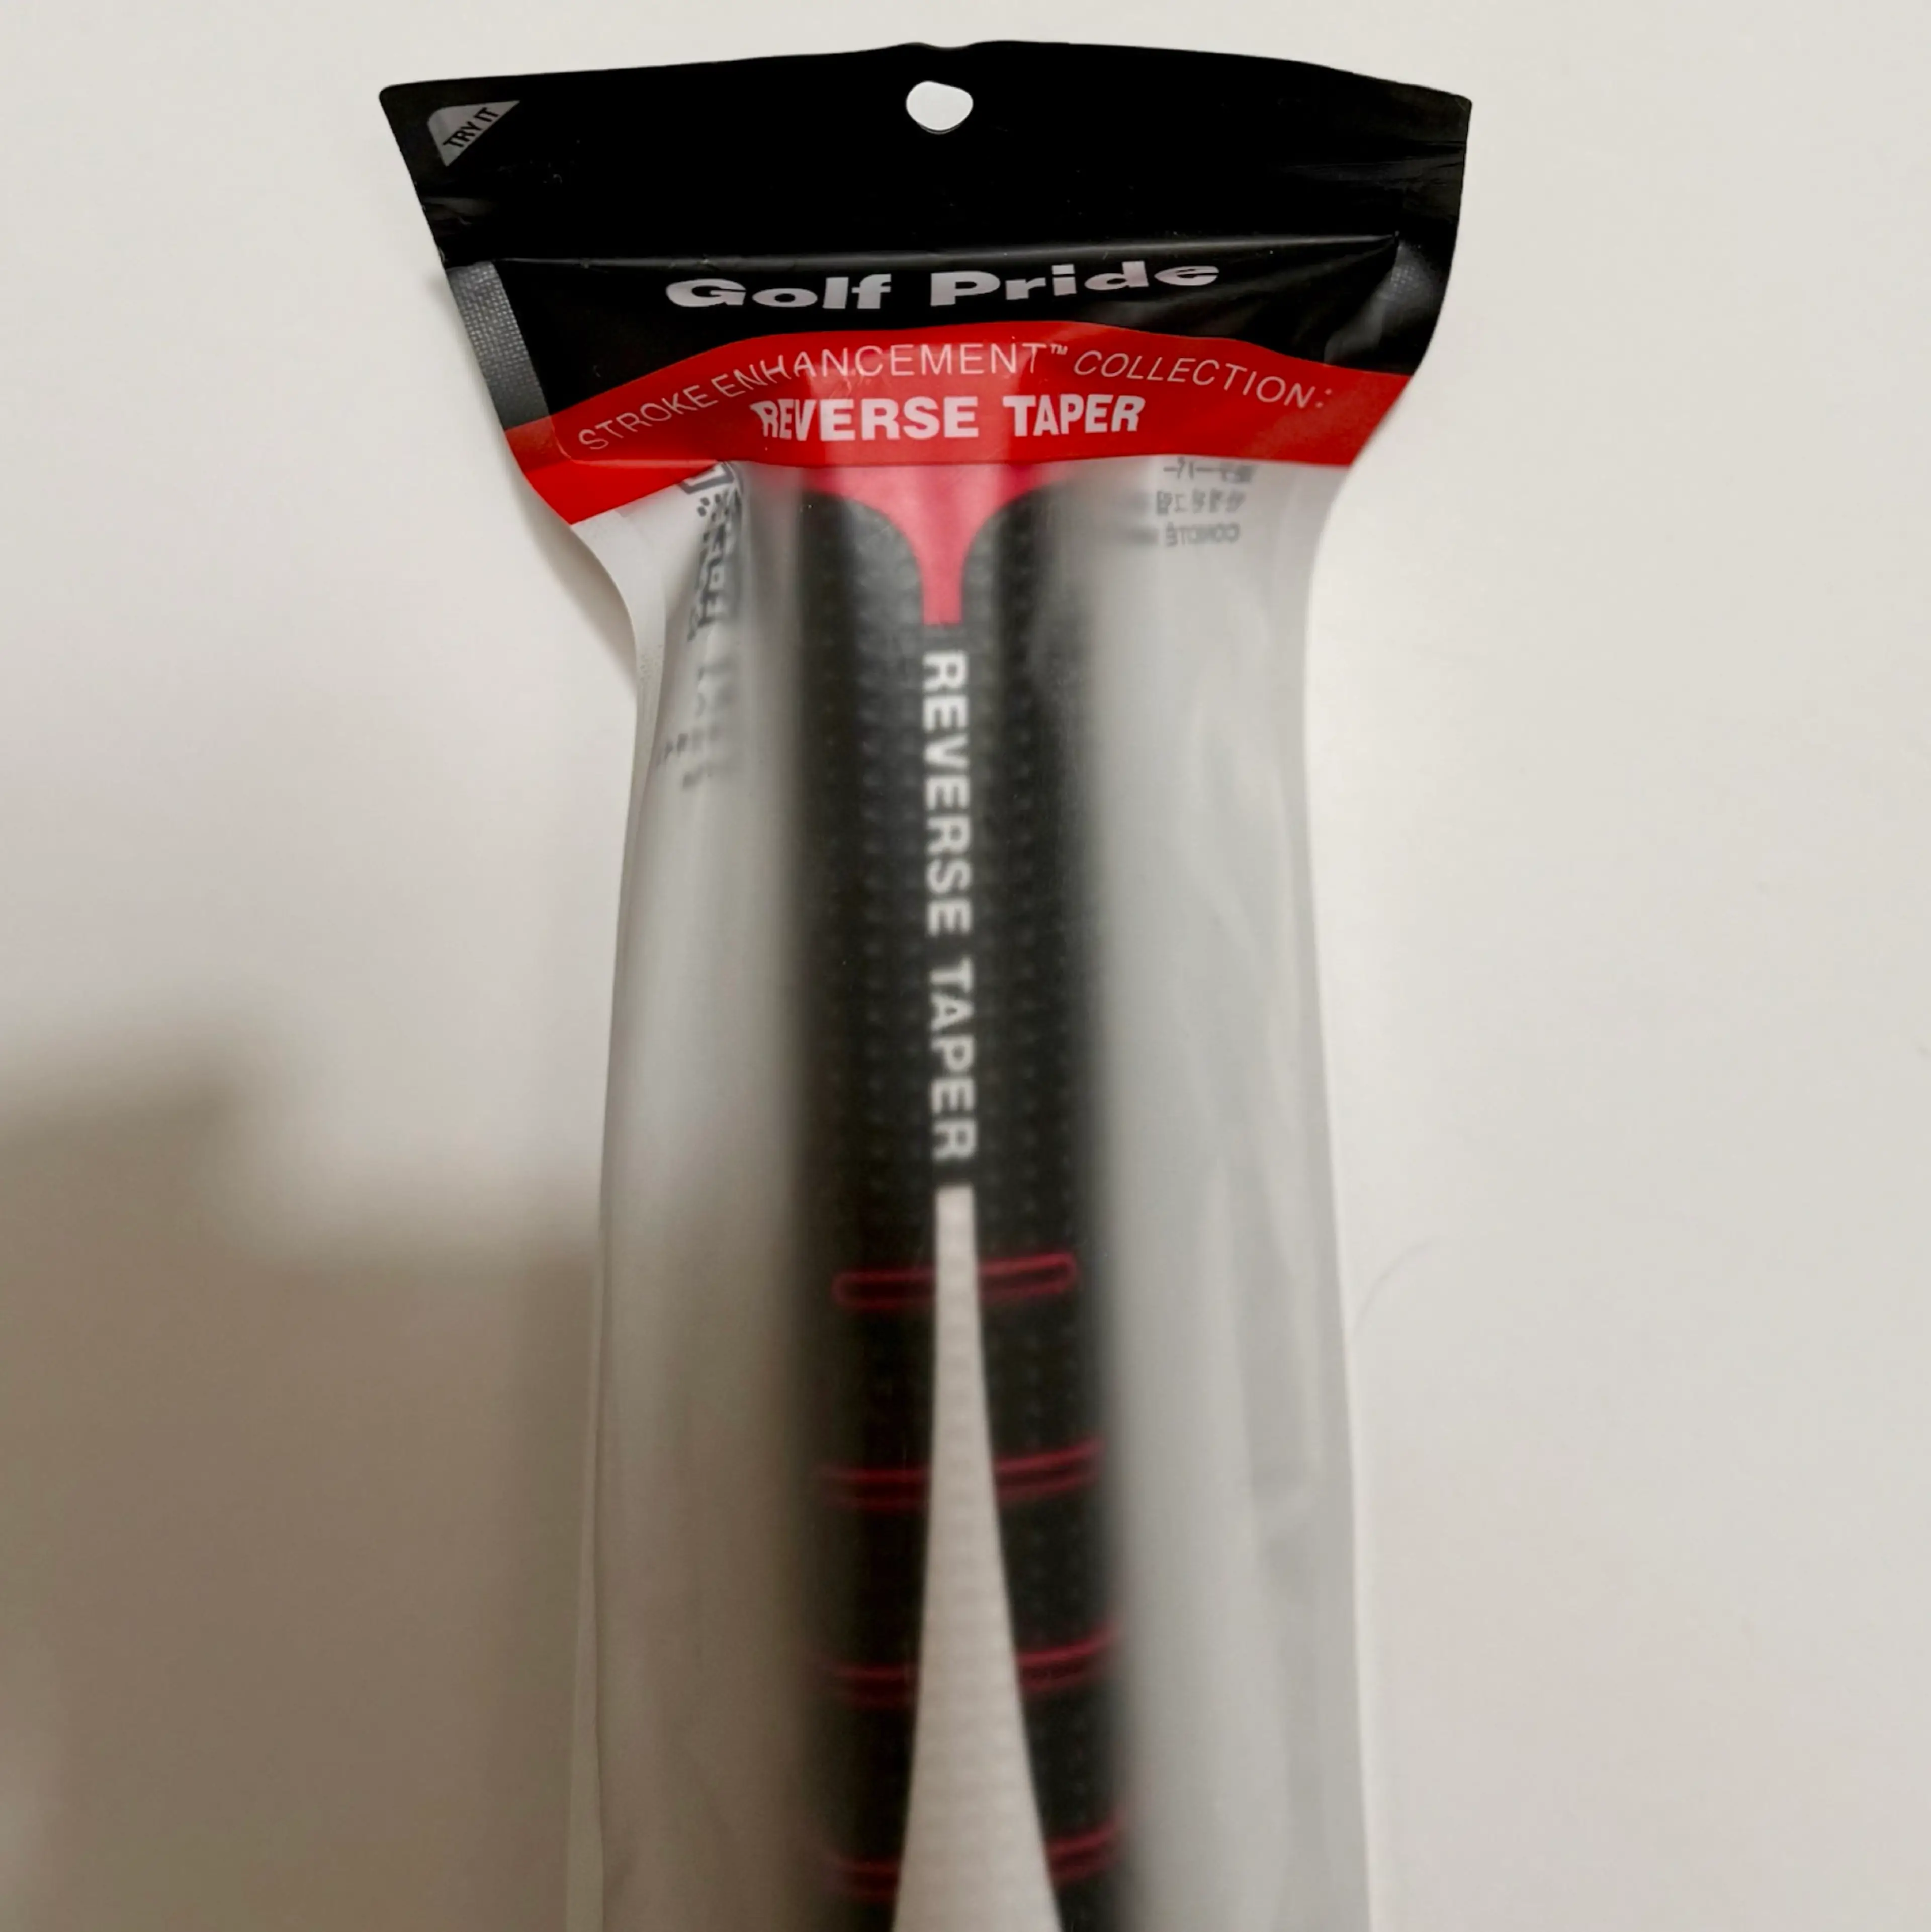 TRY IT
Golf Pride
STROKE ENHANCEMENT™ COLLECTION:
REVERSE TAPER
REVERSE TAPER